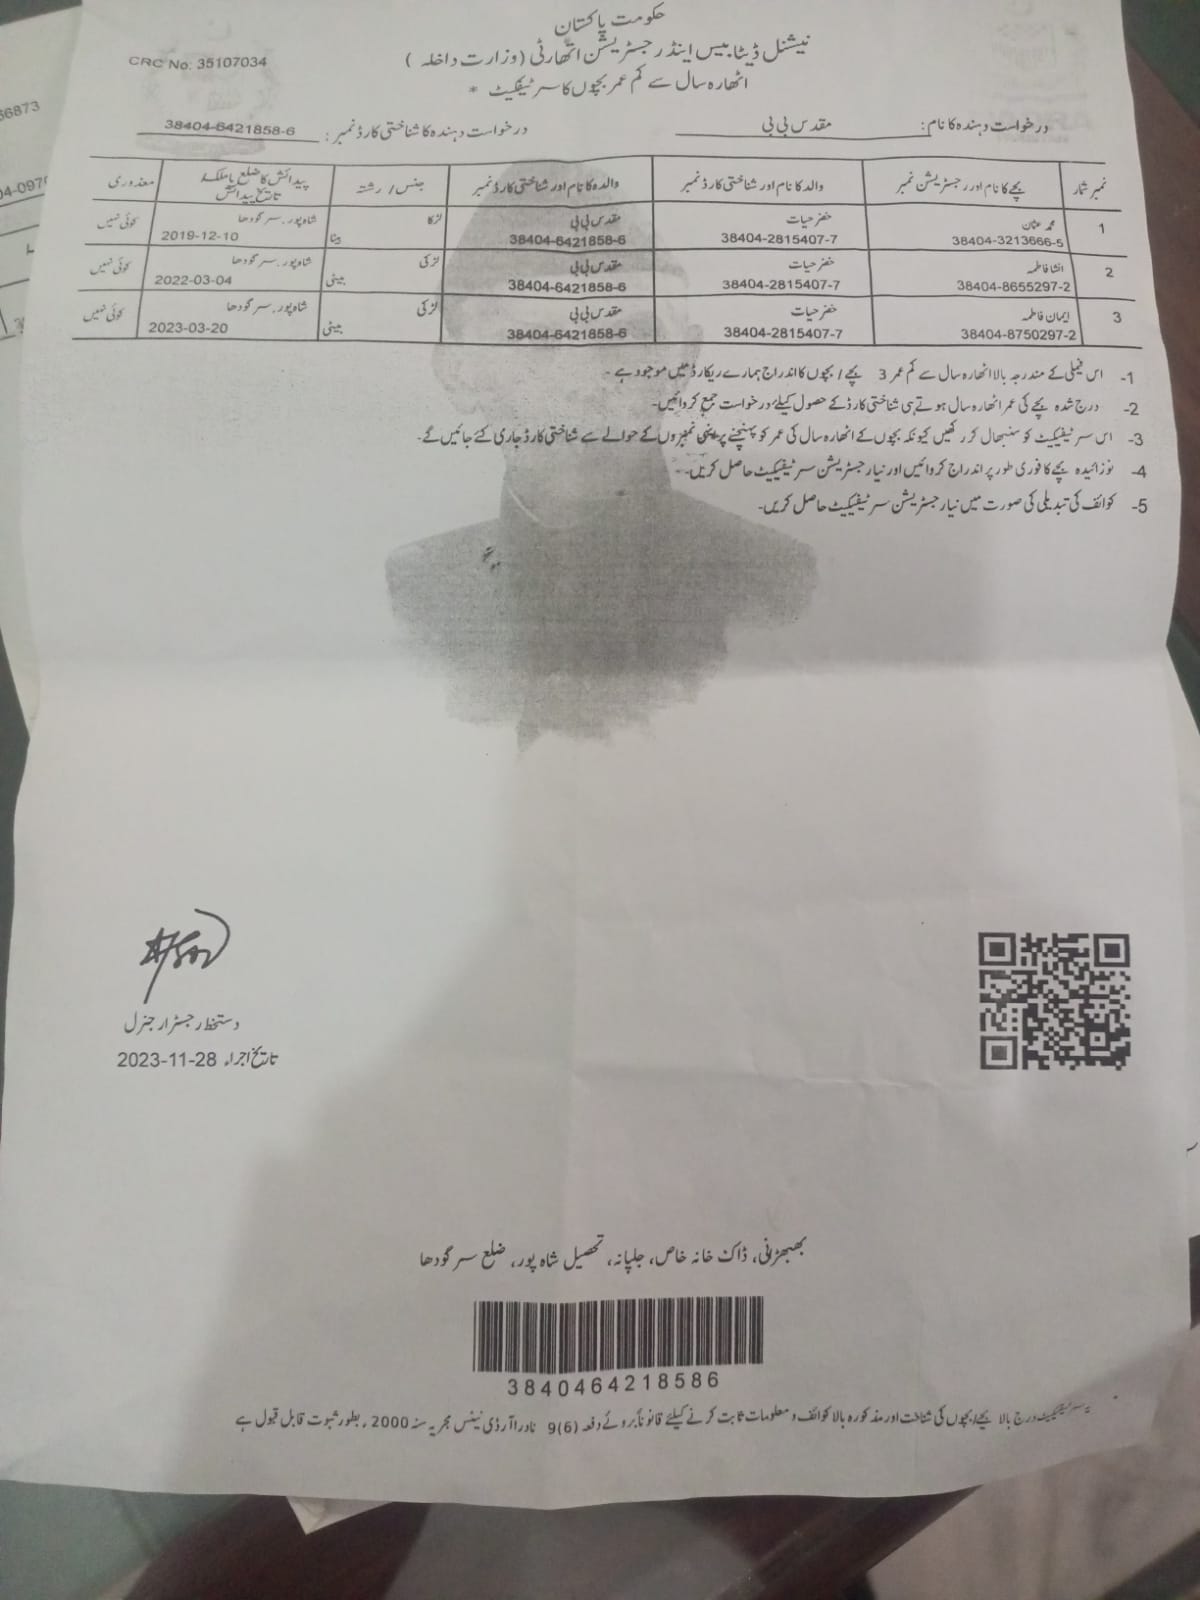 حکومت پاکستان
نیشنل ڈیٹا بیس اینڈ رجسٹریشن اتھارٹی (وزارت داخلہ)
CRC No: 35107034
اٹھارہ سال سے کم عمر بچوں کا سرٹیفکیٹ *
درخواست دہندہ کا نام: مقدس بی بی
درخواست دہندہ کا شناختی کارڈ نمبر: 38404-6421858-6
نمبر شمار بچے کا نام اور رجسٹریشن نمبر والد کا نام اور شناختی کارڈ نمبر والدہ کا نام اور شناختی کارڈ نمبر جنس / رشتہ پیدائش کا ضلع یا ملک / تاریخ پیدائش معذوری
1 محمد عثمان خضر حیات مقدس بی بی لڑکا شاہ پور، سرگودھا کوئی نہیں
38404-3213666-5 38404-2815407-7 38404-6421858-6 بیٹا 2019-12-10
2 انشا فاطمہ خضر حیات مقدس بی بی لڑکی شاہ پور، سرگودھا کوئی نہیں
38404-8655297-2 38404-2815407-7 38404-6421858-6 بیٹی 2022-03-04
3 ایمان فاطمہ خضر حیات مقدس بی بی لڑکی شاہ پور، سرگودھا کوئی نہیں
38404-8750297-2 38404-2815407-7 38404-6421858-6 بیٹی 2023-03-20
1- اس فیملی کے مندرجہ بالا اٹھارہ سال سے کم عمر 3 بچے / بچوں کا اندراج ہمارے ریکارڈ میں موجود ہے۔
2- درج شدہ بچے کی عمر اٹھارہ سال ہوتے ہی شناختی کارڈ کے حصول کیلئے درخواست جمع کروائیں۔
3- اس سرٹیفیکیٹ کو سنبھال کر رکھیں کیونکہ بچوں کے اٹھارہ سال کی عمر کو پہنچنے پر انہی نمبروں کے حوالے سے شناختی کارڈ جاری کئے جائیں گے۔
4- نوزائیدہ بچے کا فوری طور پر اندراج کروائیں اور نیا رجسٹریشن سرٹیفیکیٹ حاصل کریں۔
5- کوائف کی تبدیلی کی صورت میں نیا رجسٹریشن سرٹیفیکیٹ حاصل کریں۔
دستخط رجسٹرار جنرل
تاریخ اجراء 2023-11-28
بھبھڑانی، ڈاک خانہ خاص، جلپانہ، تحصیل شاہ پور، ضلع سرگودھا
3840464218586
یہ سرٹیفیکیٹ درج بالا بچے/بچوں کی شناخت اور مذکورہ بالا کوائف و معلومات ثابت کرنے کیلئے قانوناً بروئے دفعہ (6)9 نادرا آرڈی نینس مجریہ سنہ 2000ء بطور ثبوت قابل قبول ہے
66873